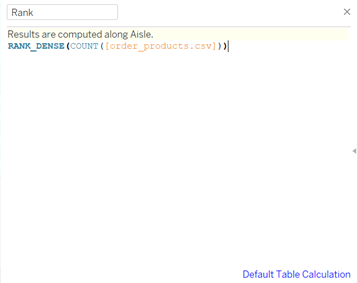 Rank
Results are computed along Aisle.
RANK_DENSE(COUNT([order_products.csv]))
Default Table Calculation